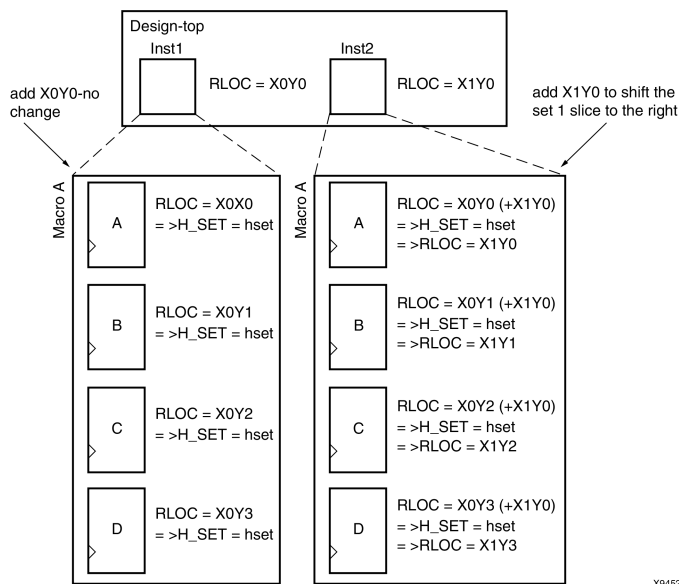 Design-top
Inst1
Inst2
RLOC = X0Y0
RLOC = X1Y0
add X0Y0-no
change
add X1Y0 to shift the
set 1 slice to the right
Macro A
A
RLOC = X0X0
= >H_SET = hset
B
RLOC = X0Y1
= >H_SET = hset
C
RLOC = X0Y2
= >H_SET = hset
D
RLOC = X0Y3
= >H_SET = hset
Macro A
A
RLOC = X0Y0 (+X1Y0)
= >H_SET = hset
=>RLOC = X1Y0
B
RLOC = X0Y1 (+X1Y0)
= >H_SET = hset
=>RLOC = X1Y1
C
RLOC = X0Y2 (+X1Y0)
= >H_SET = hset
=>RLOC = X1Y2
D
RLOC = X0Y3 (+X1Y0)
= >H_SET = hset
=>RLOC = X1Y3